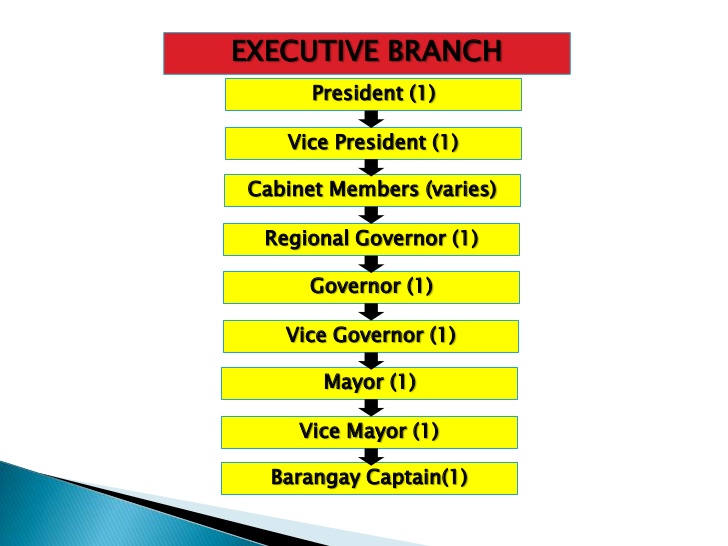 EXECUTIVE BRANCH
President (1)
Vice President (1)
Cabinet Members (varies)
Regional Governor (1)
Governor (1)
Vice Governor (1)
Mayor (1)
Vice Mayor (1)
Barangay Captain(1)